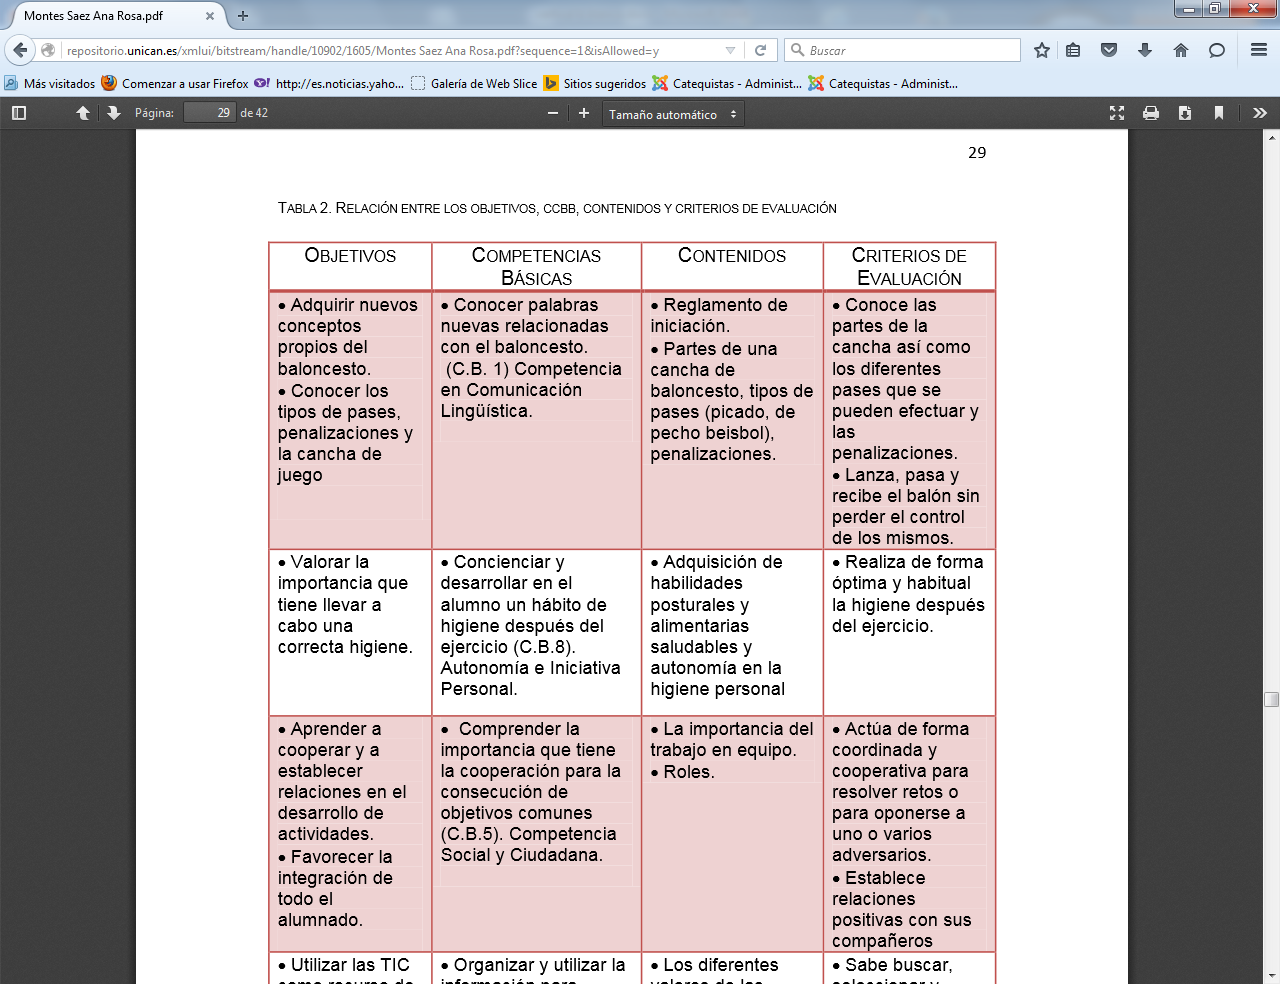 Montes Saez Ana Rosa.pdf
repositorio.unican.es/xmlui/bitstream/handle/10902/1605/Montes Saez Ana Rosa.pdf?sequence=1&isAllowed=y
Buscar
Más visitados Comenzar a usar Firefox http://es.noticias.yaho... Galería de Web Slice Sitios sugeridos Catequistas - Administ... Catequistas - Administ...
Página: 29 de 42 Tamaño automático
29
TABLA 2. RELACIÓN ENTRE LOS OBJETIVOS, CCBB, CONTENIDOS Y CRITERIOS DE EVALUACIÓN
OBJETIVOS
COMPETENCIAS
BÁSICAS
CONTENIDOS
CRITERIOS DE
EVALUACIÓN
• Adquirir nuevos
conceptos
propios del
baloncesto.
• Conocer los
tipos de pases,
penalizaciones y
la cancha de
juego
• Conocer palabras
nuevas relacionadas
con el baloncesto.
(C.B. 1) Competencia
en Comunicación
Lingüística.
• Reglamento de
iniciación.
• Partes de una
cancha de
baloncesto, tipos de
pases (picado, de
pecho beisbol),
penalizaciones.
• Conoce las
partes de la
cancha así como
los diferentes
pases que se
pueden efectuar y
las
penalizaciones.
• Lanza, pasa y
recibe el balón sin
perder el control
de los mismos.
• Valorar la
importancia que
tiene llevar a
cabo una
correcta higiene.
• Concienciar y
desarrollar en el
alumno un hábito de
higiene después del
ejercicio (C.B.8).
Autonomía e Iniciativa
Personal.
• Adquisición de
habilidades
posturales y
alimentarias
saludables y
autonomía en la
higiene personal
• Realiza de forma
óptima y habitual
la higiene después
del ejercicio.
• Aprender a
cooperar y a
establecer
relaciones en el
desarrollo de
actividades.
• Favorecer la
integración de
todo el
alumnado.
• Comprender la
importancia que tiene
la cooperación para la
consecución de
objetivos comunes
(C.B.5). Competencia
Social y Ciudadana.
• La importancia del
trabajo en equipo.
• Roles.
• Actúa de forma
coordinada y
cooperativa para
resolver retos o
para oponerse a
uno o varios
adversarios.
• Establece
relaciones
positivas con sus
compañeros
• Utilizar las TIC
como recurso de
• Organizar y utilizar la
información para
• Los diferentes
valores de las
• Sabe buscar,
seleccionar y